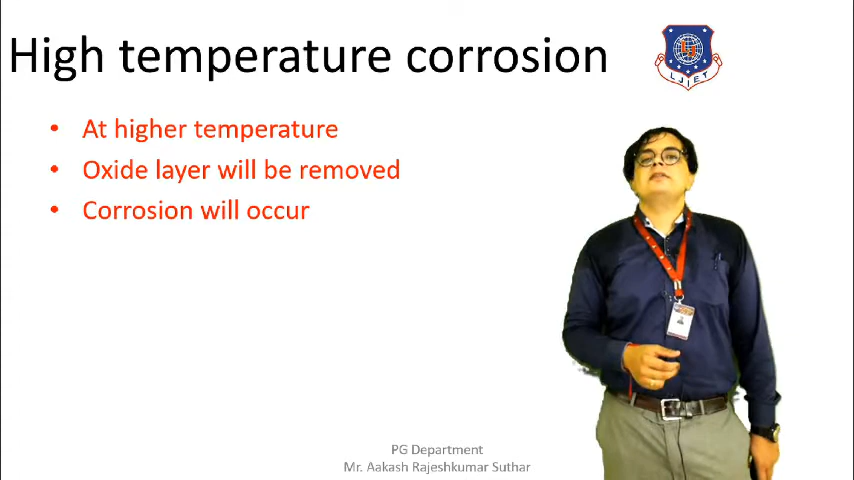 High temperature corrosion
LJIET
• At higher temperature
• Oxide layer will be removed
• Corrosion will occur
PG Department
Mr. Aakash Rajeshkumar Suthar